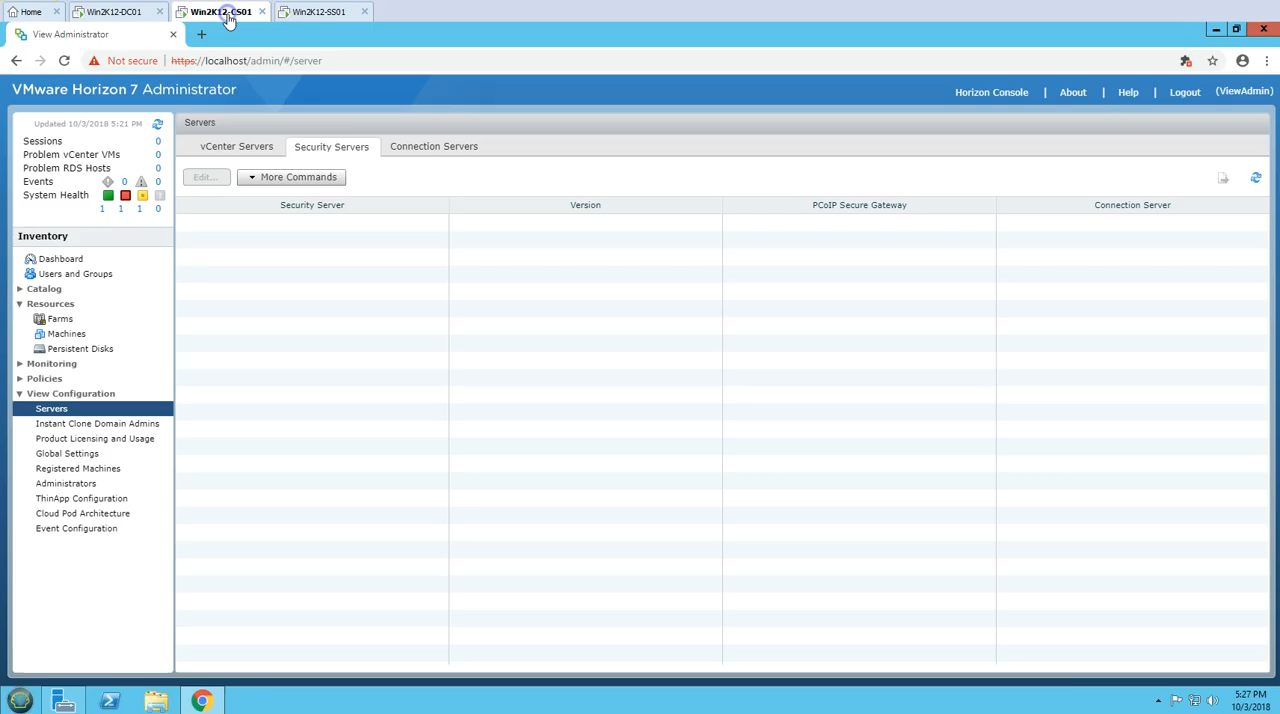 Home
Win2K12-DC01
Win2K12-CS01
Win2K12-SS01
View Administrator
Not secure
https://localhost/admin/#/server
VMware Horizon 7 Administrator
Horizon Console | About | Help | Logout (ViewAdmin)
Updated 10/3/2018 5:21 PM
Sessions 0
Problem vCenter VMs 0
Problem RDS Hosts 0
Events 0 0
System Health
1 1 1 0
Inventory
Dashboard
Users and Groups
Catalog
Resources
Farms
Machines
Persistent Disks
Monitoring
Policies
View Configuration
Servers
Instant Clone Domain Admins
Product Licensing and Usage
Global Settings
Registered Machines
Administrators
ThinApp Configuration
Cloud Pod Architecture
Event Configuration
Servers
vCenter Servers
Security Servers
Connection Servers
Edit...
More Commands
Security Server
Version
PCoIP Secure Gateway
Connection Server
5:27 PM
10/3/2018